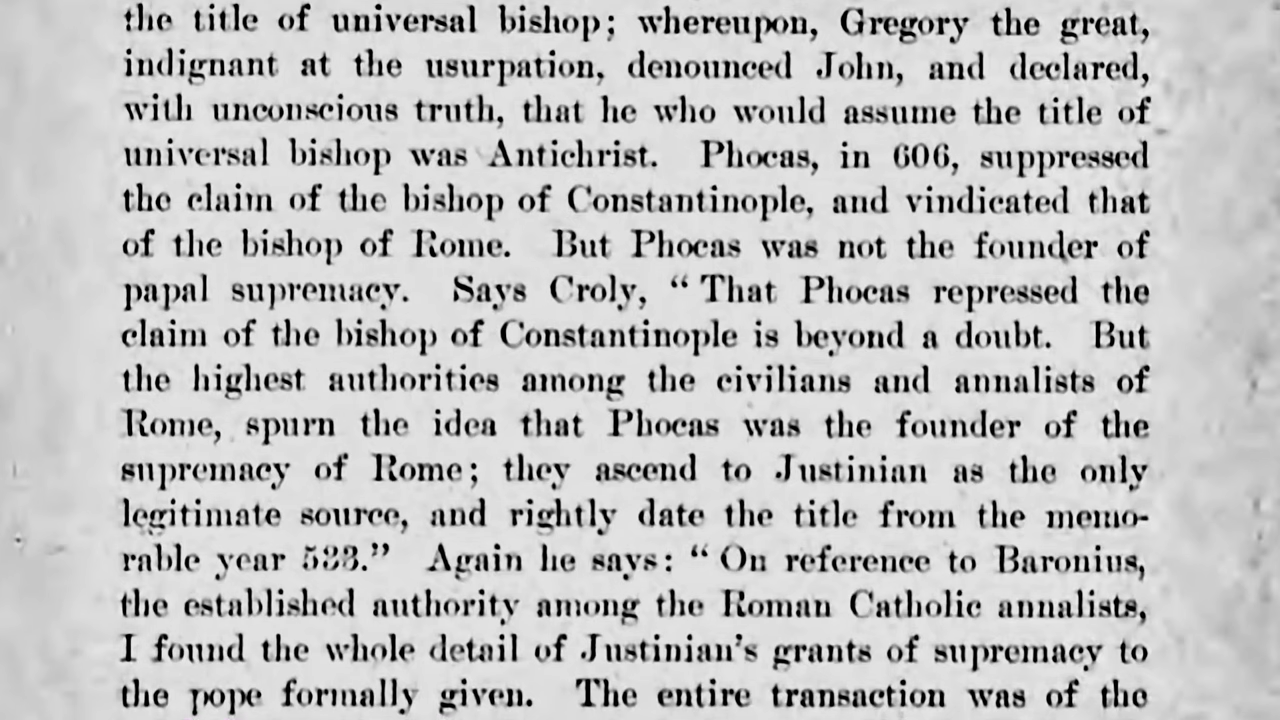 the title of universal bishop; whereupon, Gregory the great,
indignant at the usurpation, denounced John, and declared,
with unconscious truth, that he who would assume the title of
universal bishop was Antichrist. Phocas, in 606, suppressed
the claim of the bishop of Constantinople, and vindicated that
of the bishop of Rome. But Phocas was not the founder of
papal supremacy. Says Croly, “ That Phocas repressed the
claim of the bishop of Constantinople is beyond a doubt. But
the highest authorities among the civilians and annalists of
Rome, spurn the idea that Phocas was the founder of the
supremacy of Rome; they ascend to Justinian as the only
legitimate source, and rightly date the title from the memo-
rable year 533.” Again he says: “ On reference to Baronius,
the established authority among the Roman Catholic annalists,
I found the whole detail of Justinian's grants of supremacy to
the pope formally given. The entire transaction was of the